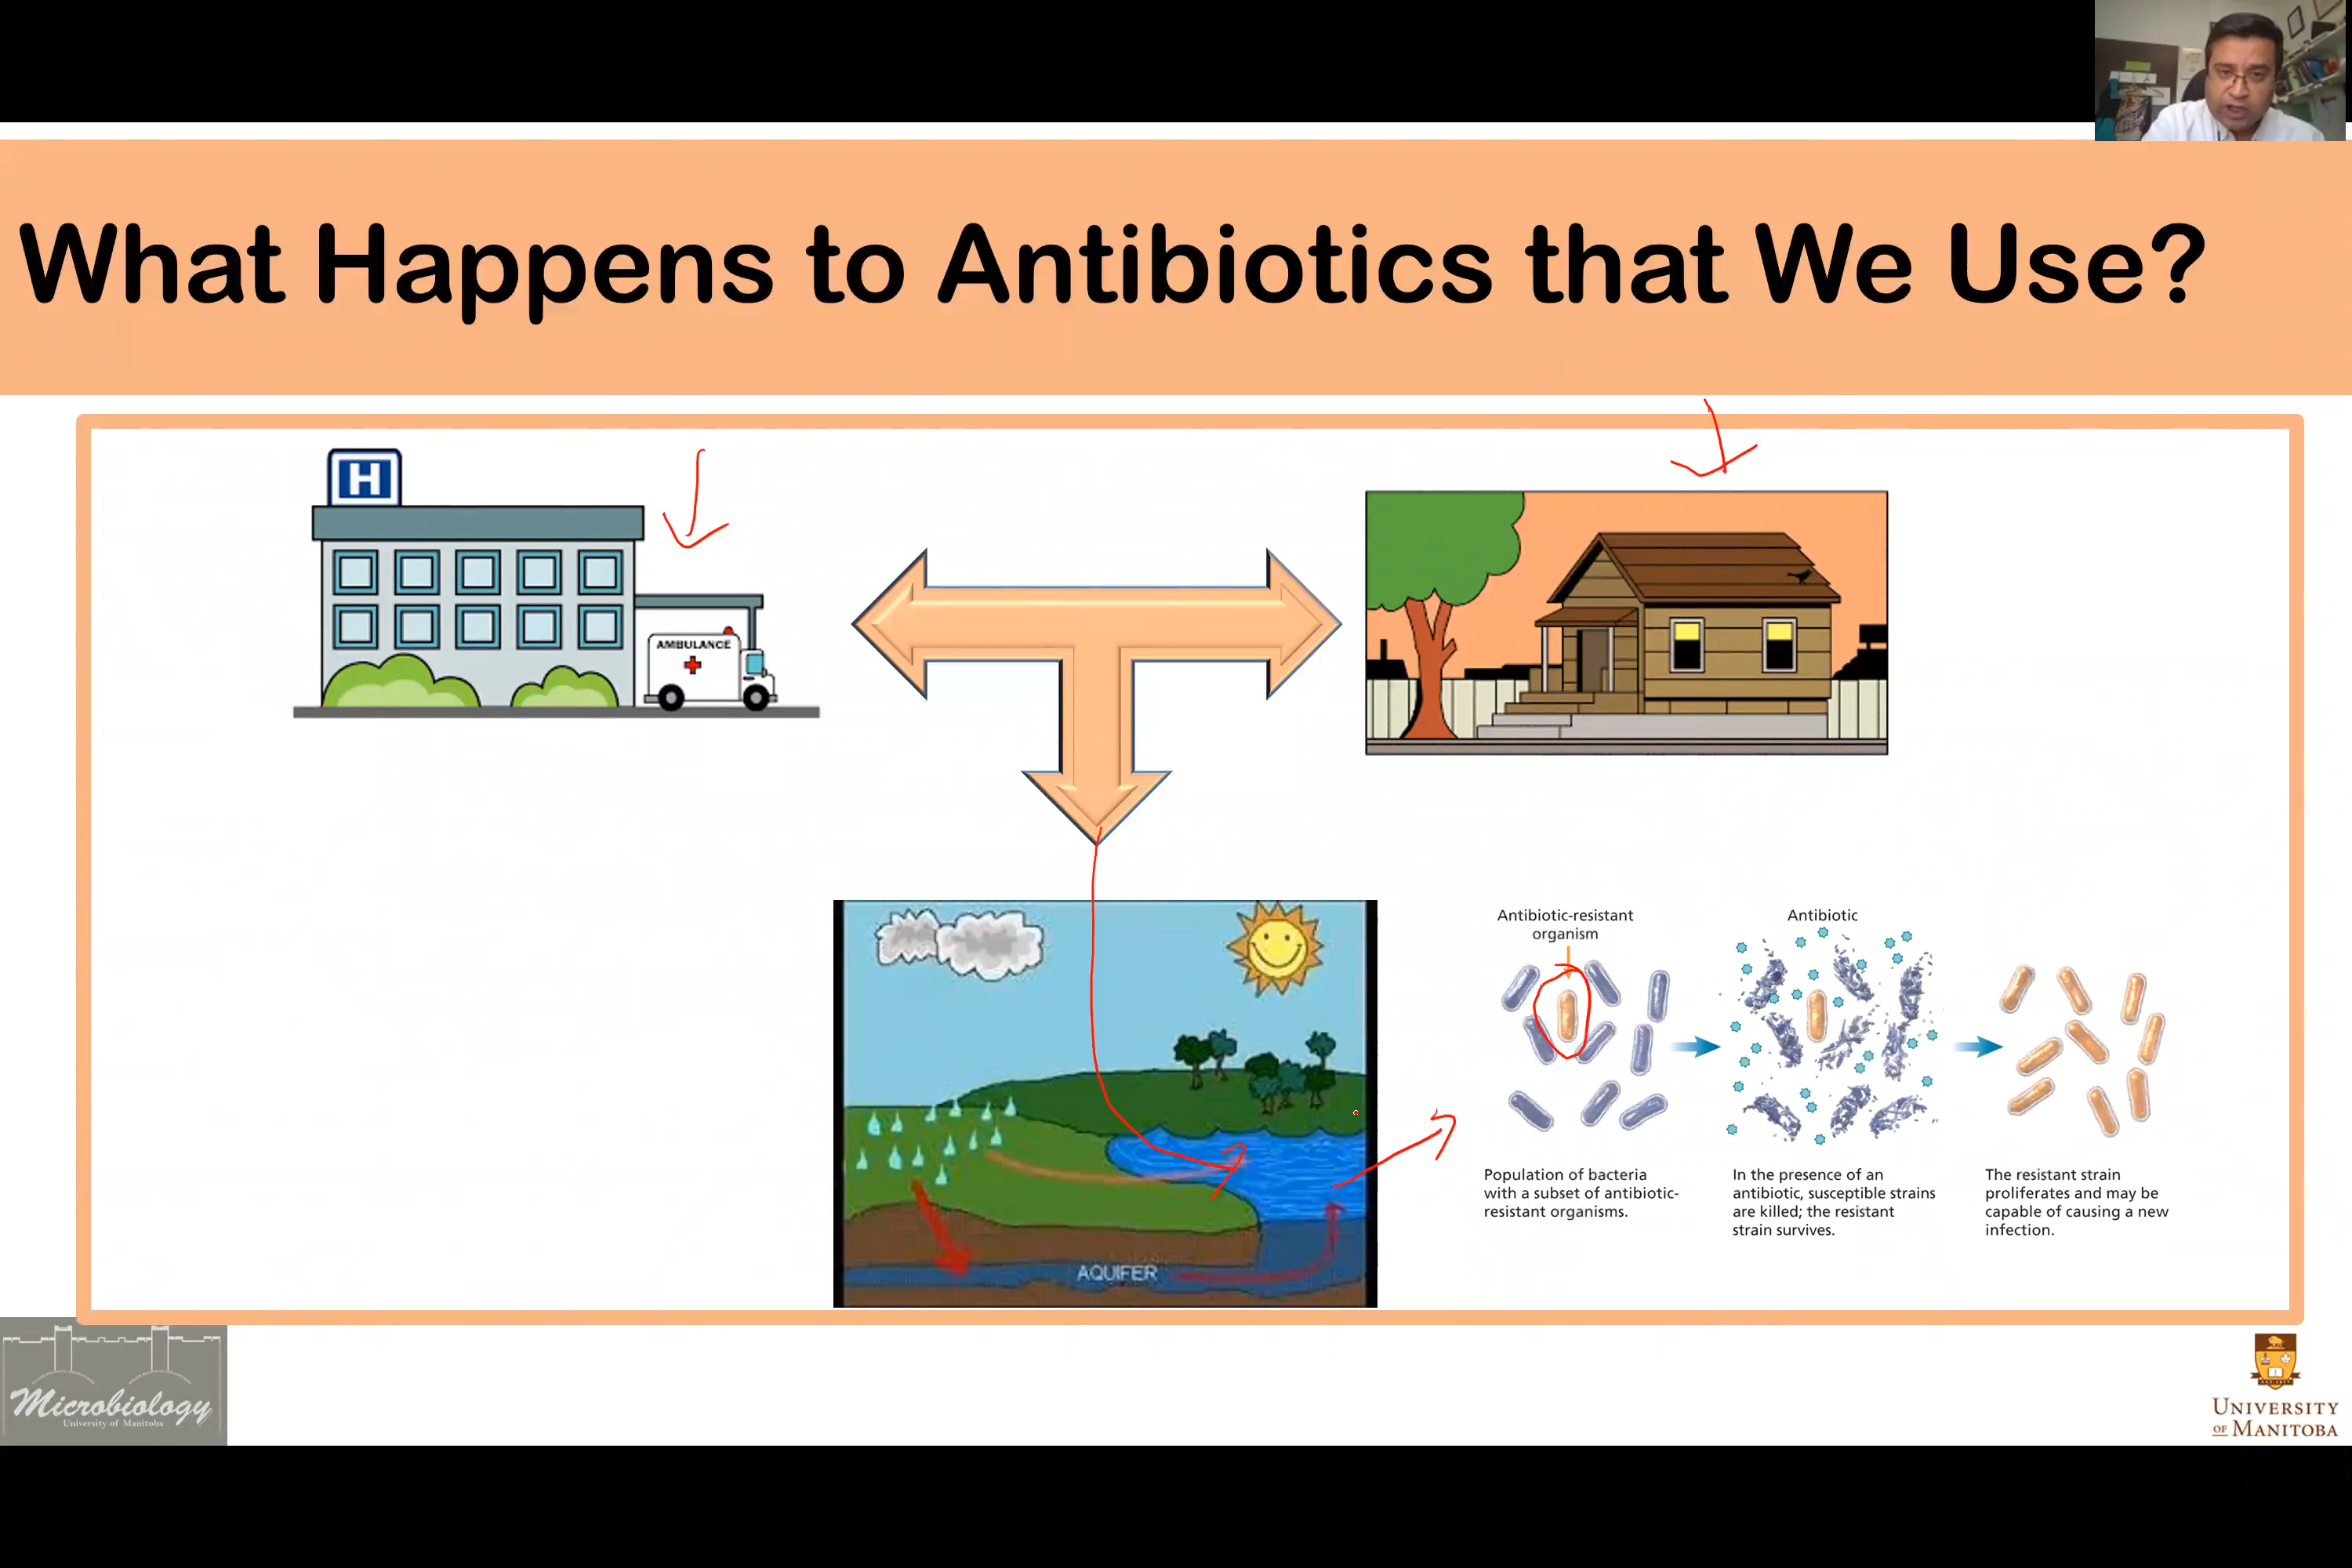 What Happens to Antibiotics that We Use?
H
AMBULANCE
Antibiotic-resistant
organism
Antibiotic
Population of bacteria
with a subset of antibiotic-
resistant organisms.
In the presence of an
antibiotic, susceptible strains
are killed; the resistant
strain survives.
The resistant strain
proliferates and may be
capable of causing a new
infection.
AQUIFER
Microbiology
University of Manitoba
UNIVERSITY
OF MANITOBA